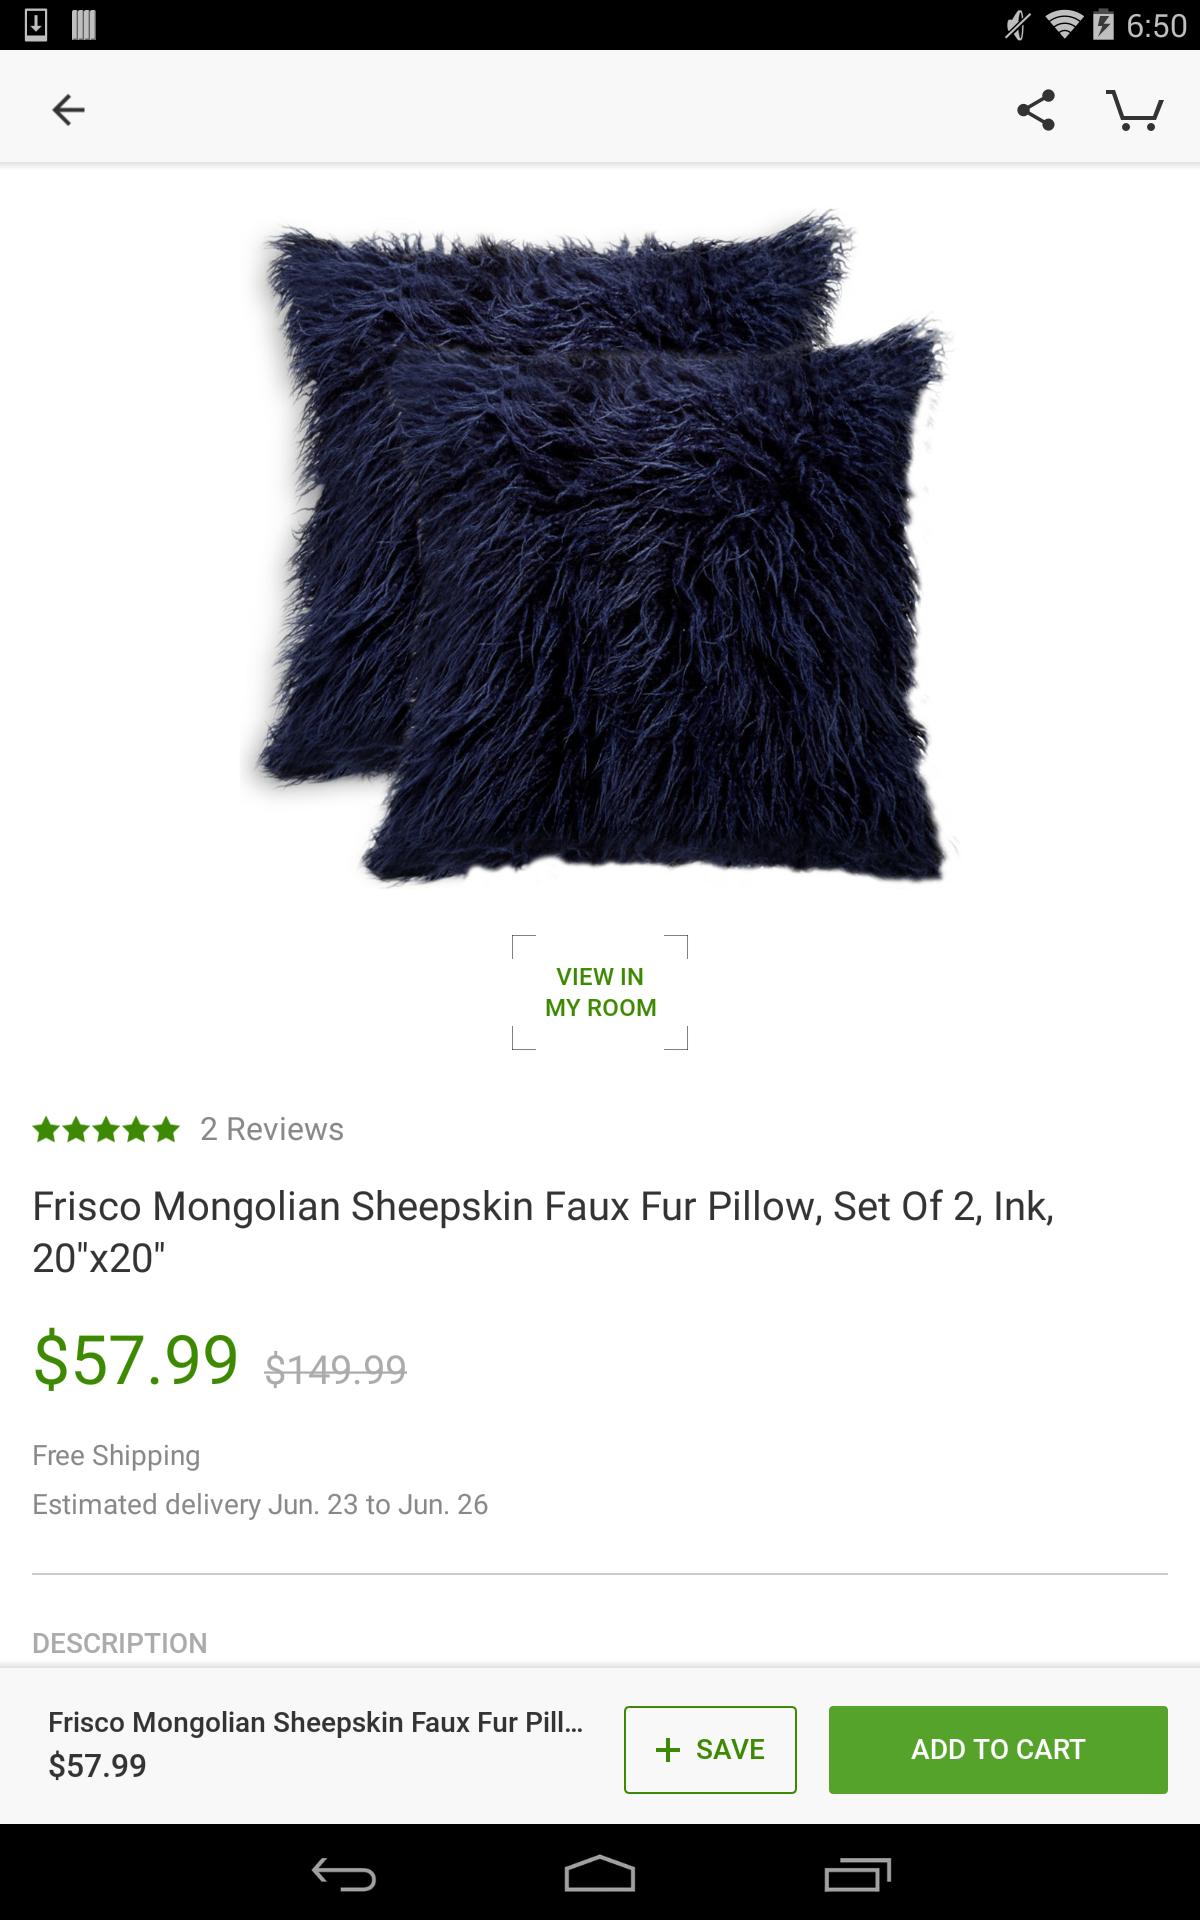 6:50
VIEW IN
MY ROOM
2 Reviews
Frisco Mongolian Sheepskin Faux Fur Pillow, Set Of 2, Ink,
20"x20"
$57.99 $149.99
Free Shipping
Estimated delivery Jun. 23 to Jun. 26
DESCRIPTION
Frisco Mongolian Sheepskin Faux Fur Pill...
$57.99
+ SAVE
ADD TO CART